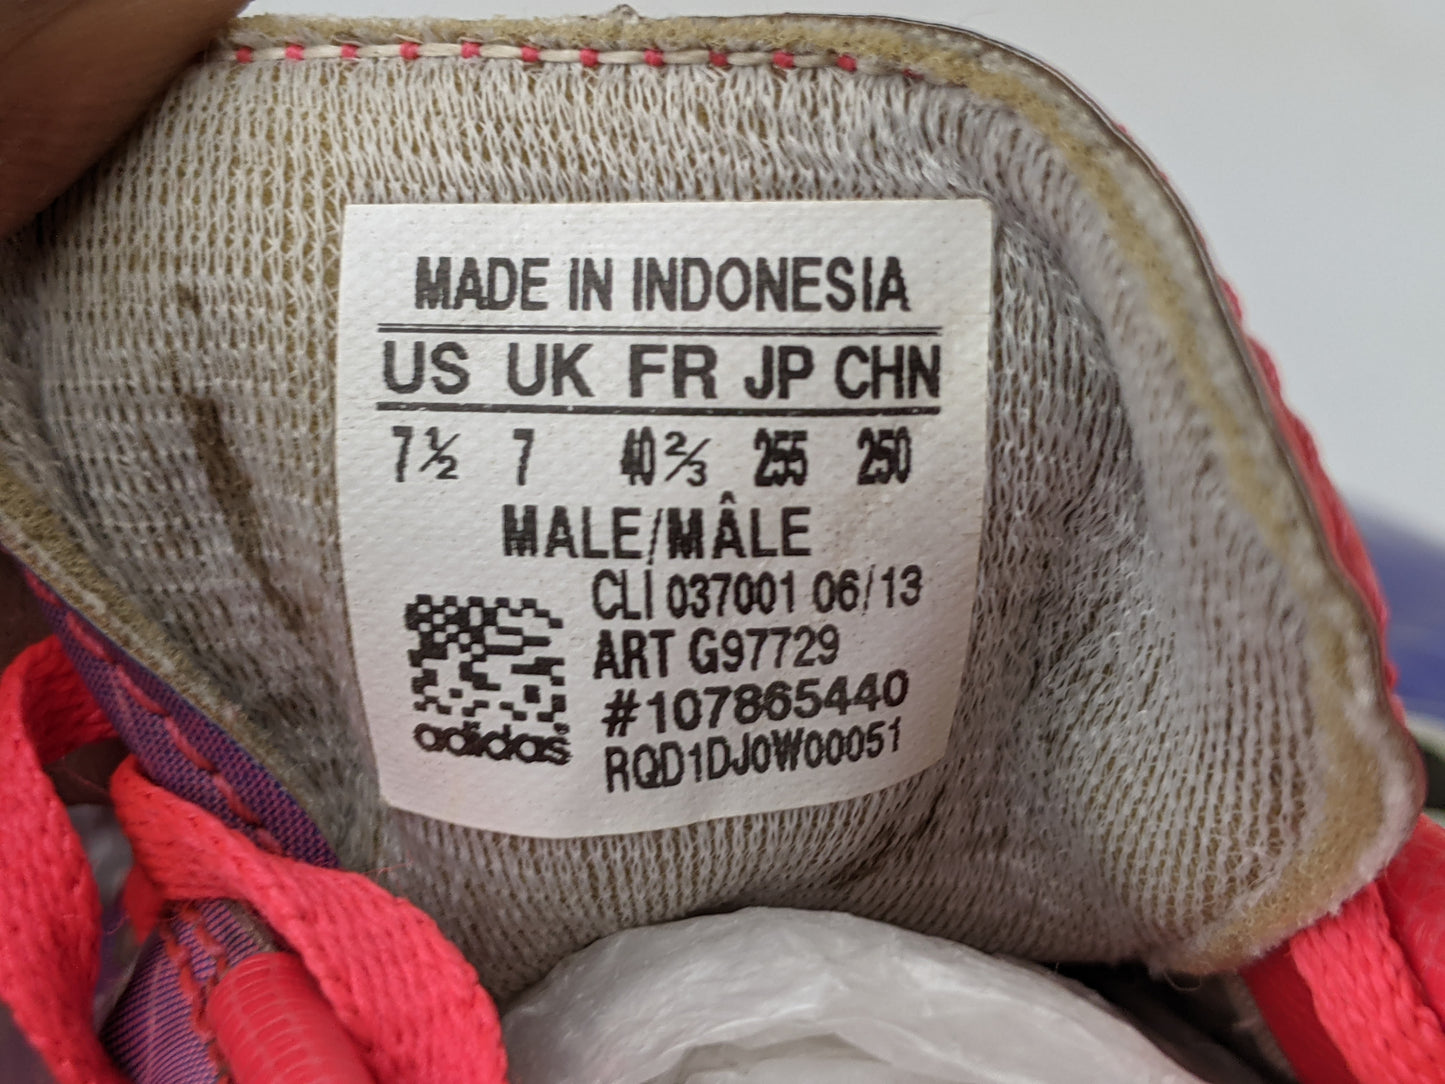 MADE IN INDONESIA
US UK FR JP CHN
7½ 7 40⅔ 255 250
MALE/MÂLE
CLI 037001 06/13
ART G97729
#107865440
adidas
RQD1DJ0W00051